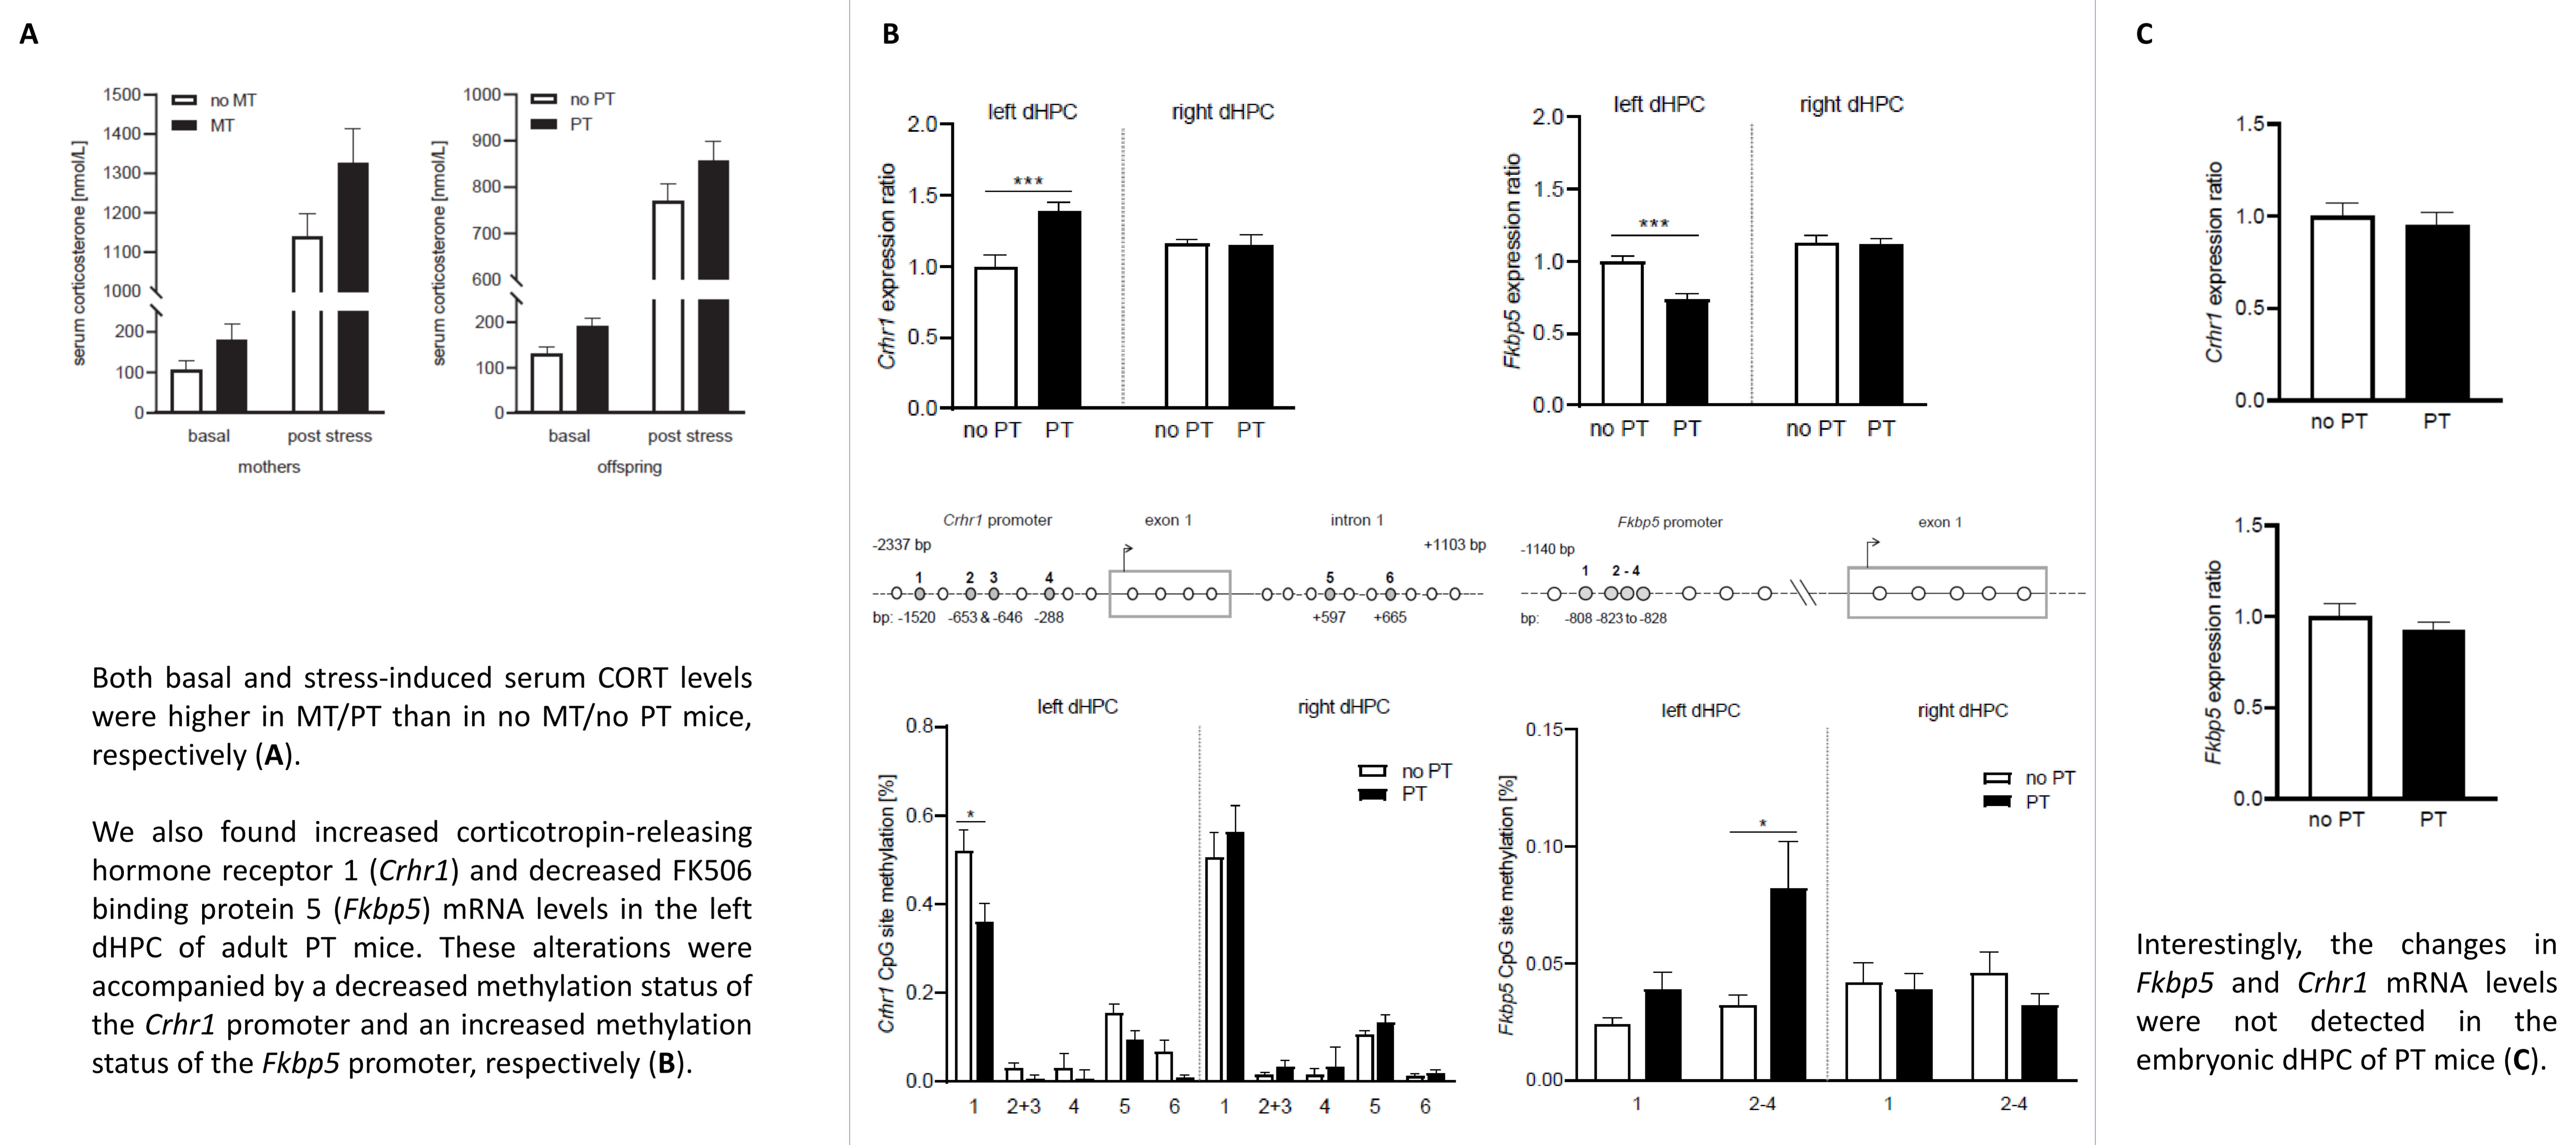 A
1500
1400
1300
1200
1100
1000
200
100
0
serum corticosterone [nmol/L]
no MT
MT
basal
post stress
mothers
1000
900
800
700
600
200
100
0
serum corticosterone [nmol/L]
no PT
PT
basal
post stress
offspring
Both basal and stress-induced serum CORT levels
were higher in MT/PT than in no MT/no PT mice,
respectively (A).
We also found increased corticotropin-releasing
hormone receptor 1 (Crhr1) and decreased FK506
binding protein 5 (Fkbp5) mRNA levels in the left
dHPC of adult PT mice. These alterations were
accompanied by a decreased methylation status of
the Crhr1 promoter and an increased methylation
status of the Fkbp5 promoter, respectively (B).
B
left dHPC
right dHPC
2.0
1.5
1.0
0.5
0.0
Crhr1 expression ratio
***
no PT PT no PT PT
left dHPC
right dHPC
2.0
1.5
1.0
0.5
0.0
Fkbp5 expression ratio
***
no PT PT no PT PT
Crhr1 promoter exon 1 intron 1
-2337 bp +1103 bp
1 2 3 4 5 6
bp: -1520 -653 & -646 -288 +597 +665
Fkbp5 promoter exon 1
-1140 bp
1 2 - 4
bp: -808 -823 to -828
left dHPC
right dHPC
0.8
0.6
0.4
0.2
0.0
Crhr1 CpG site methylation [%]
no PT
PT
*
1 2+3 4 5 6 1 2+3 4 5 6
left dHPC
right dHPC
0.15
0.10
0.05
0.00
Fkbp5 CpG site methylation [%]
no PT
PT
*
1 2-4 1 2-4
C
1.5
1.0
0.5
0.0
Crhr1 expression ratio
no PT PT
1.5
1.0
0.5
0.0
Fkbp5 expression ratio
no PT PT
Interestingly, the changes in
Fkbp5 and Crhr1 mRNA levels
were not detected in the
embryonic dHPC of PT mice (C).